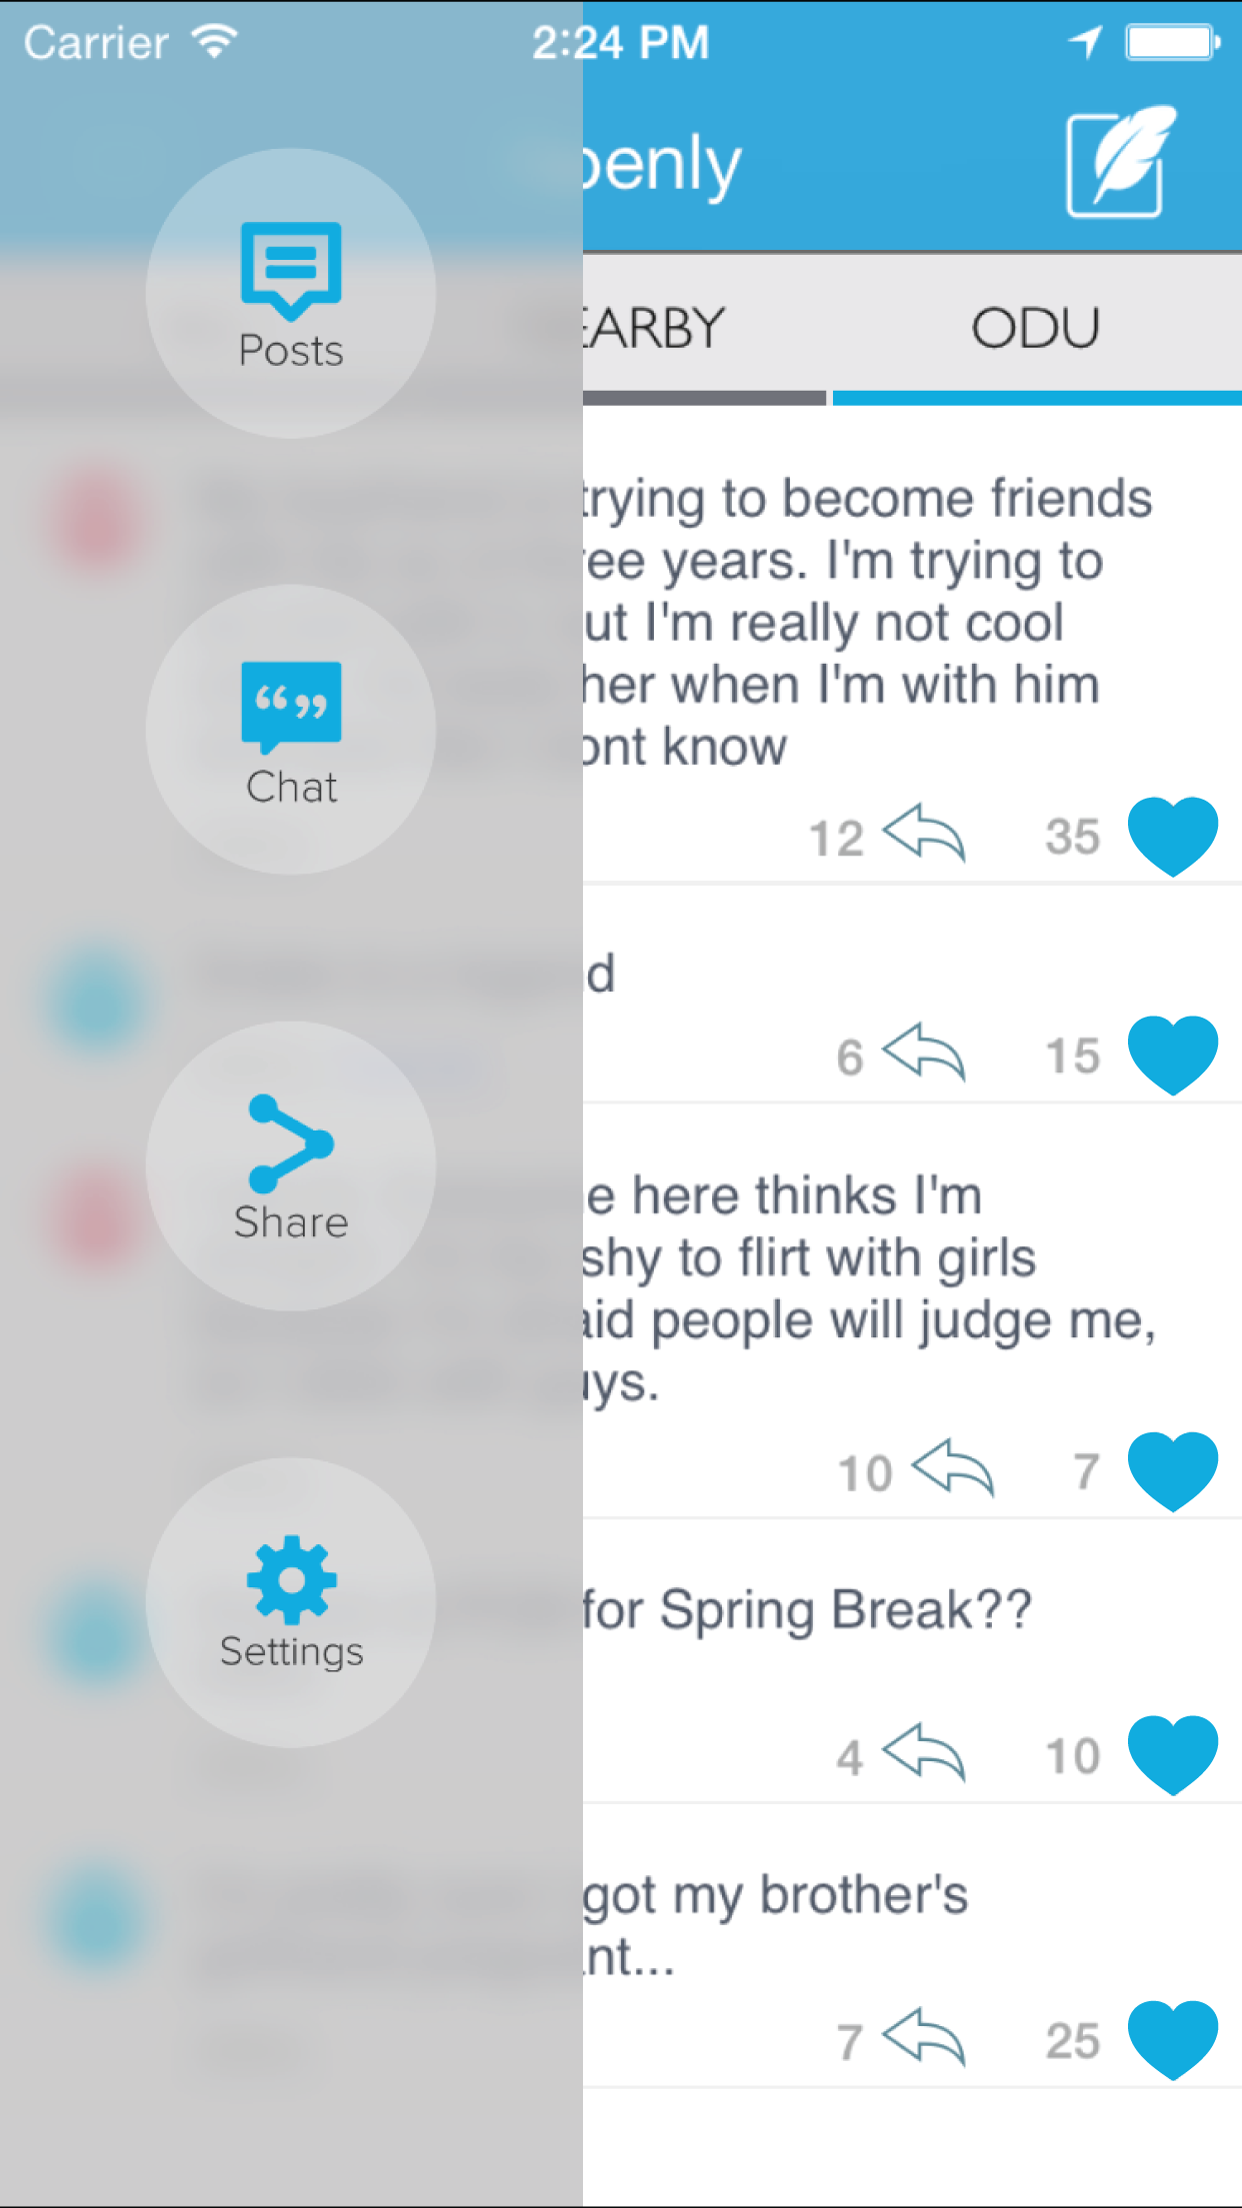 Carrier 2:24 PM
penly
EARBY ODU
Posts
Chat
Share
Settings
trying to become friends
ee years. I'm trying to
ut I'm really not cool
her when I'm with him
ont know
12 35
d
6 15
e here thinks I'm
shy to flirt with girls
aid people will judge me,
uys.
10 7
for Spring Break??
4 10
got my brother's
nt...
7 25